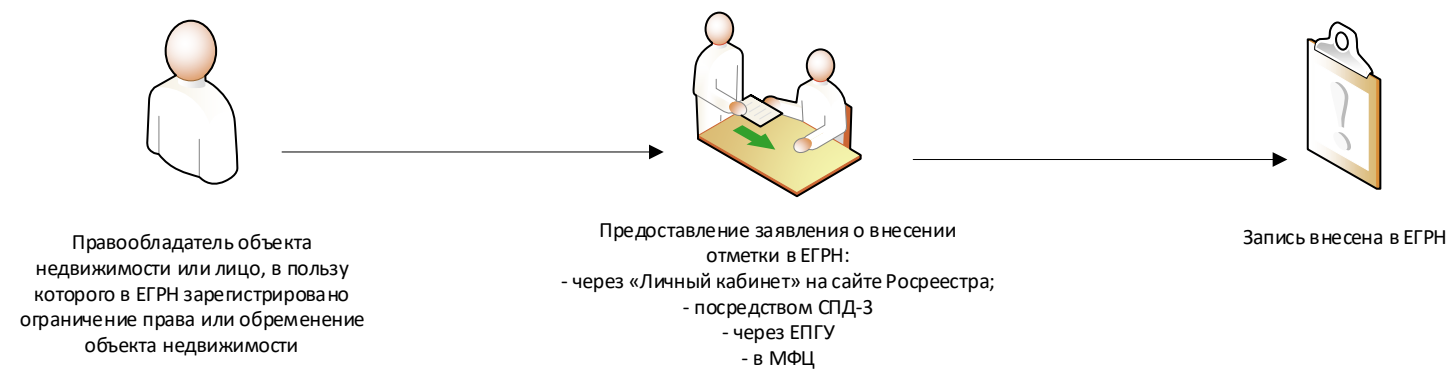 Правообладатель объекта
недвижимости или лицо, в пользу
которого в ЕГРН зарегистрировано
ограничение права или обременение
объекта недвижимости
Предоставление заявления о внесении
отметки в ЕГРН:
- через «Личный кабинет» на сайте Росреестра;
- посредством СПД-3
- через ЕПГУ
- в МФЦ
Запись внесена в ЕГРН